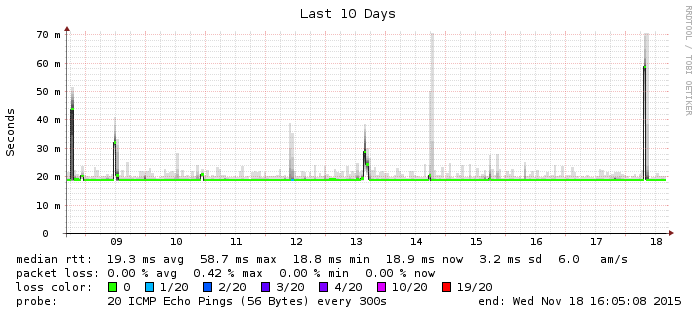 Last 10 Days
RRDTOOL / TOBI OETIKER
Seconds
70 m
60 m
50 m
40 m
30 m
20 m
10 m
0
09 10 11 12 13 14 15 16 17 18
median rtt: 19.3 ms avg 58.7 ms max 18.8 ms min 18.9 ms now 3.2 ms sd 6.0 am/s
packet loss: 0.00 % avg 0.42 % max 0.00 % min 0.00 % now
loss color: 0 1/20 2/20 3/20 4/20 10/20 19/20
probe: 20 ICMP Echo Pings (56 Bytes) every 300s end: Wed Nov 18 16:05:08 2015